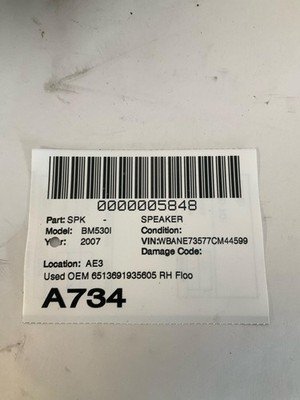 0000005848
Part: SPK - SPEAKER
Model: BM530I Condition:
Year: 2007 VIN:WBANE73577CM44599
Damage Code:
Location: AE3
Used OEM 6513691935605 RH Floo
A734